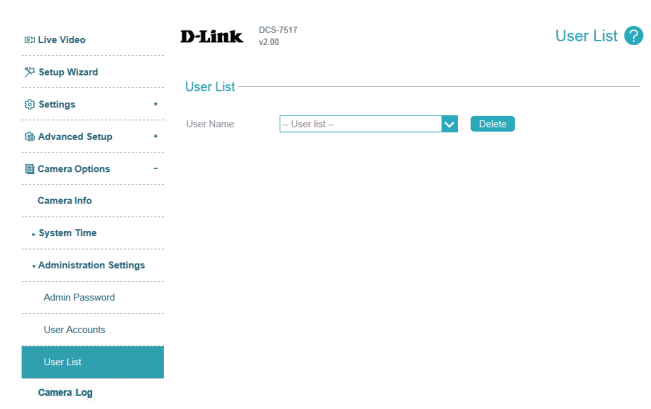 Live Video
Setup Wizard
Settings +
Advanced Setup +
Camera Options -
Camera Info
System Time
Administration Settings
Admin Password
User Accounts
User List
Camera Log
D-Link
DCS-7517
v2.00
User List ?
User List
User Name -- User list -- Delete